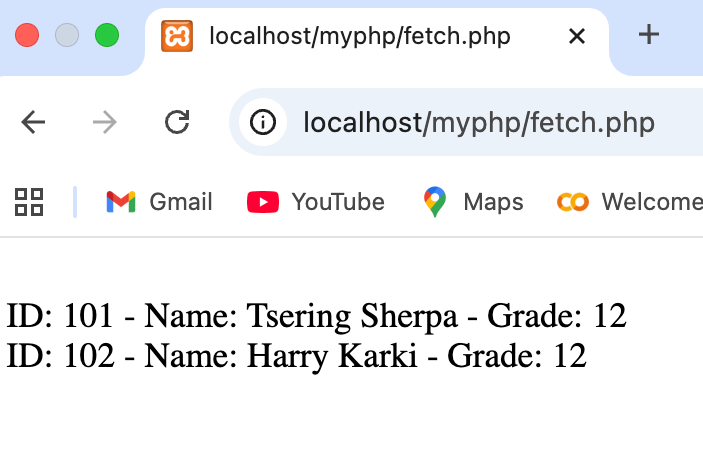 localhost/myphp/fetch.php
localhost/myphp/fetch.php
Gmail YouTube Maps Welcome
ID: 101 - Name: Tsering Sherpa - Grade: 12
ID: 102 - Name: Harry Karki - Grade: 12